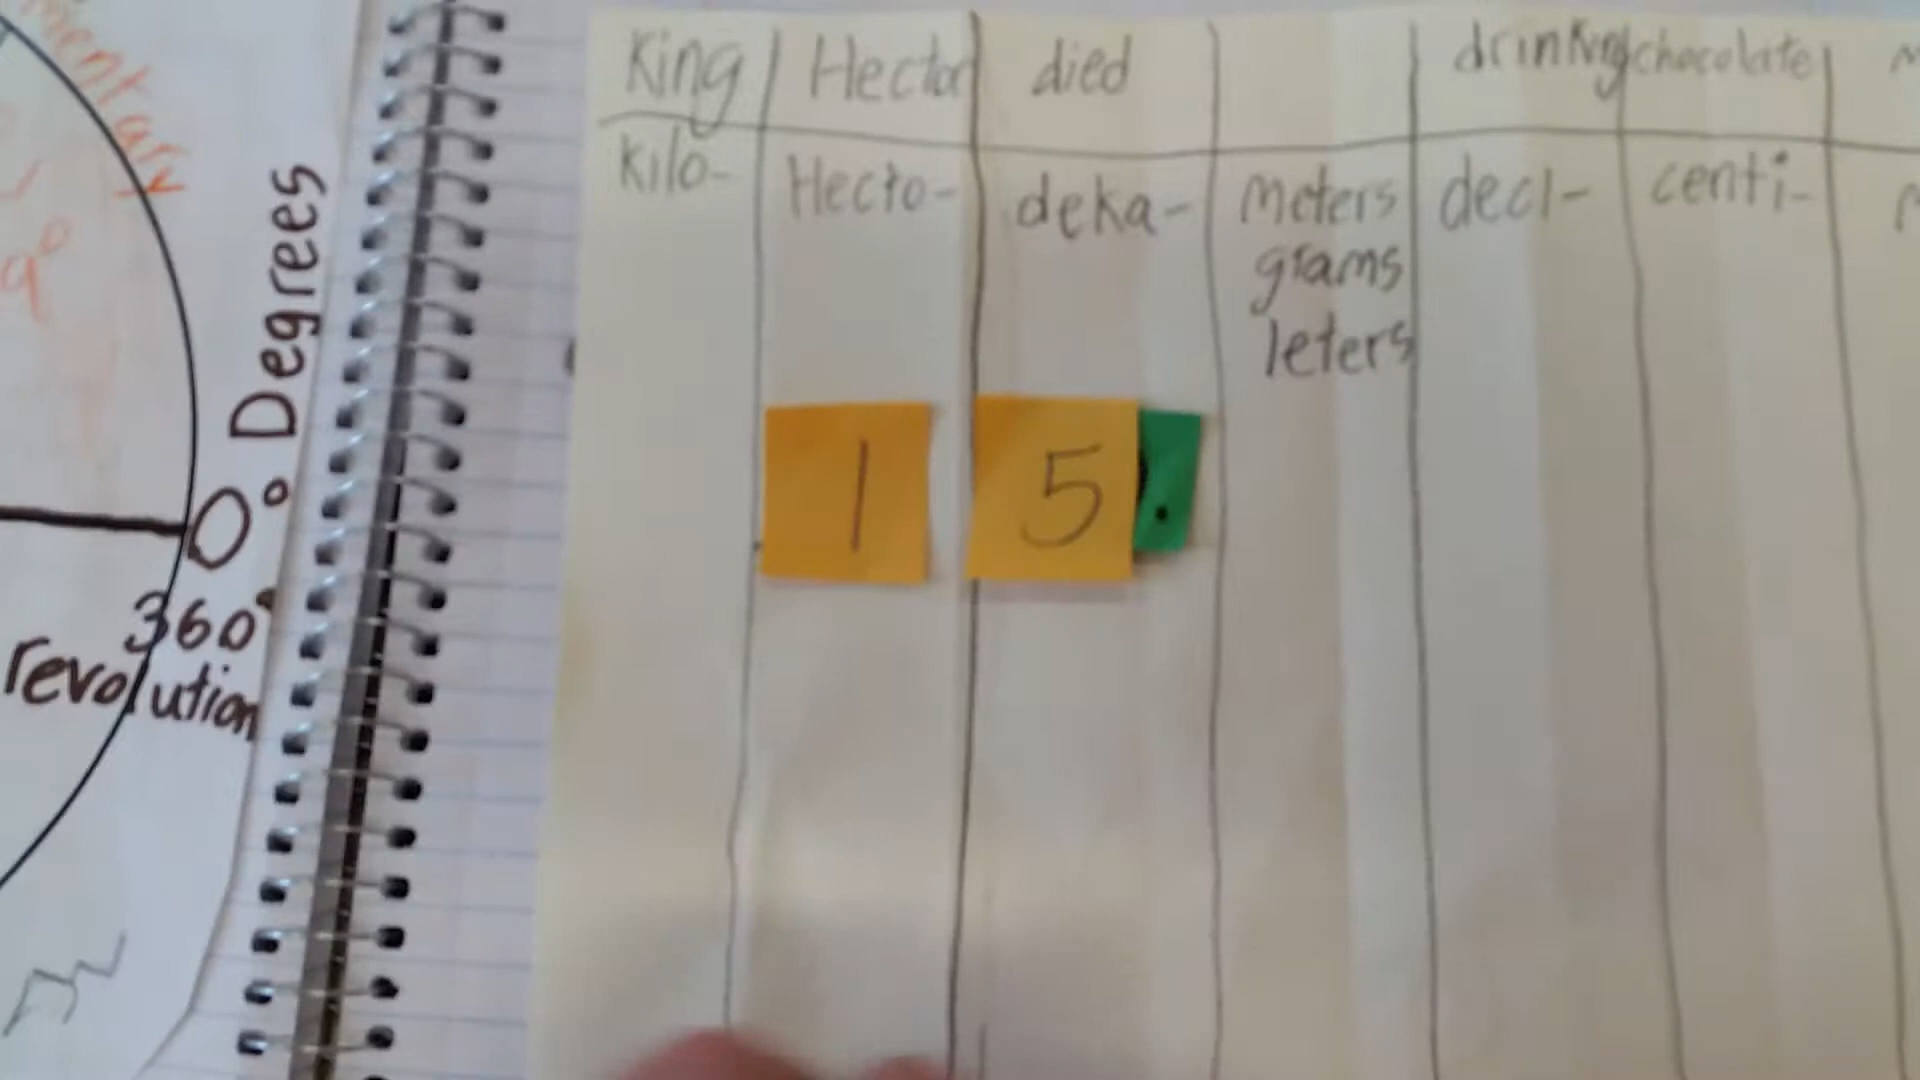 King Hector died drinking chocolate
kilo- Hecto- deka- meters deci- centi-
grams
leters
1 5 .
Degrees
0°
360°
revolution